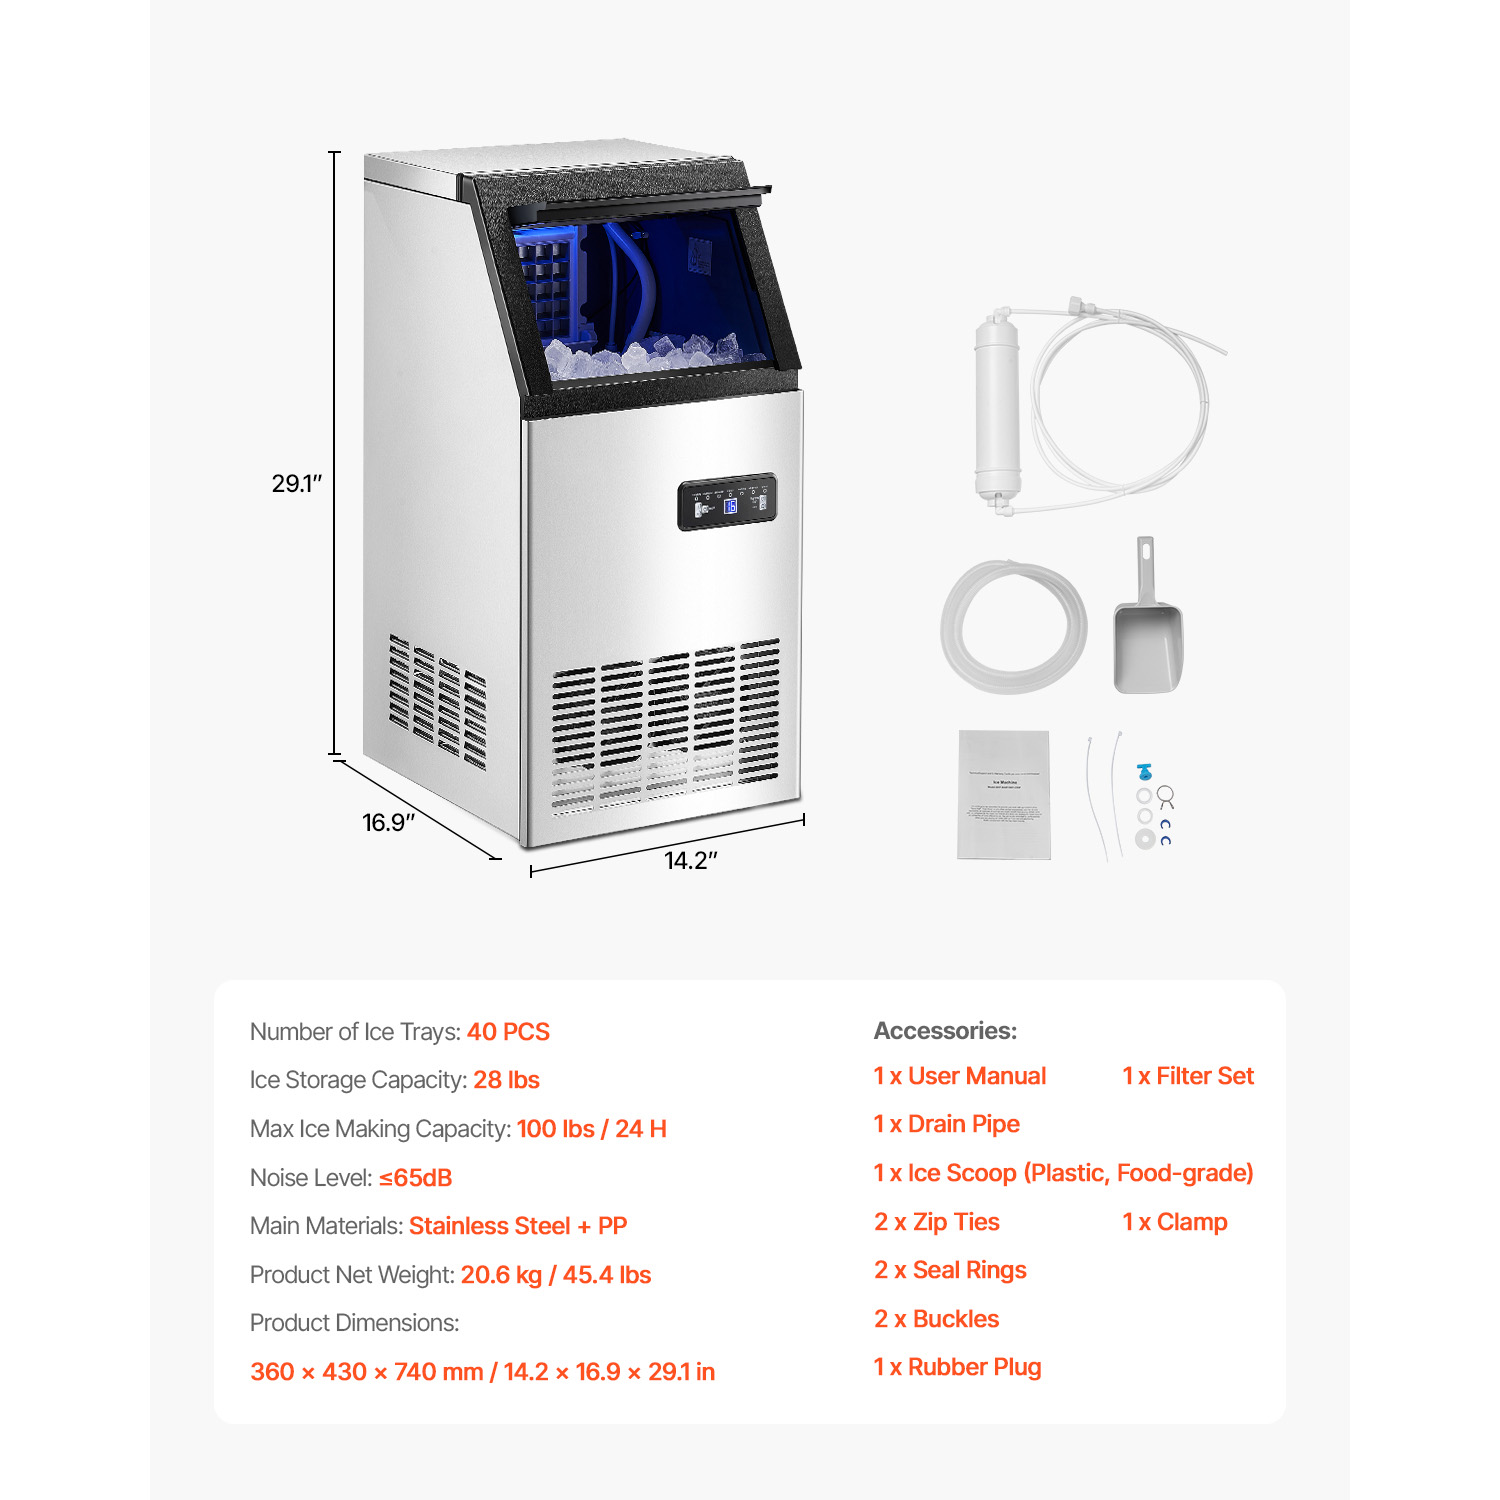 29.1”
16.9”
14.2”
16
Ice Machine
Number of Ice Trays: 40 PCS
Ice Storage Capacity: 28 lbs
Max Ice Making Capacity: 100 lbs / 24 H
Noise Level: ≤65dB
Main Materials: Stainless Steel + PP
Product Net Weight: 20.6 kg / 45.4 lbs
Product Dimensions:
360 × 430 × 740 mm / 14.2 × 16.9 × 29.1 in
Accessories:
1 x User Manual 1 x Filter Set
1 x Drain Pipe
1 x Ice Scoop (Plastic, Food-grade)
2 x Zip Ties 1 x Clamp
2 x Seal Rings
2 x Buckles
1 x Rubber Plug